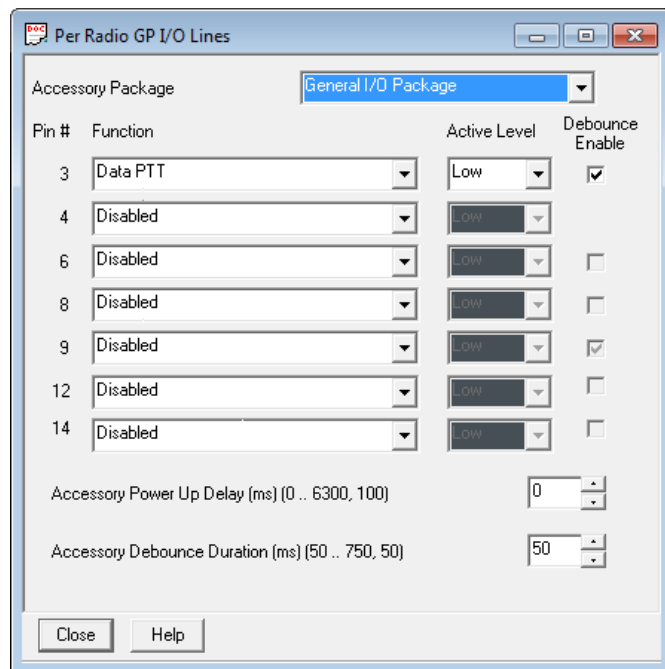 DOC Per Radio GP I/O Lines
Accessory Package General I/O Package
Pin # Function Active Level Debounce Enable
3 Data PTT Low
4 Disabled Low
6 Disabled Low
8 Disabled Low
9 Disabled Low
12 Disabled Low
14 Disabled Low
Accessory Power Up Delay (ms) (0 .. 6300, 100) 0
Accessory Debounce Duration (ms) (50 .. 750, 50) 50
Close Help